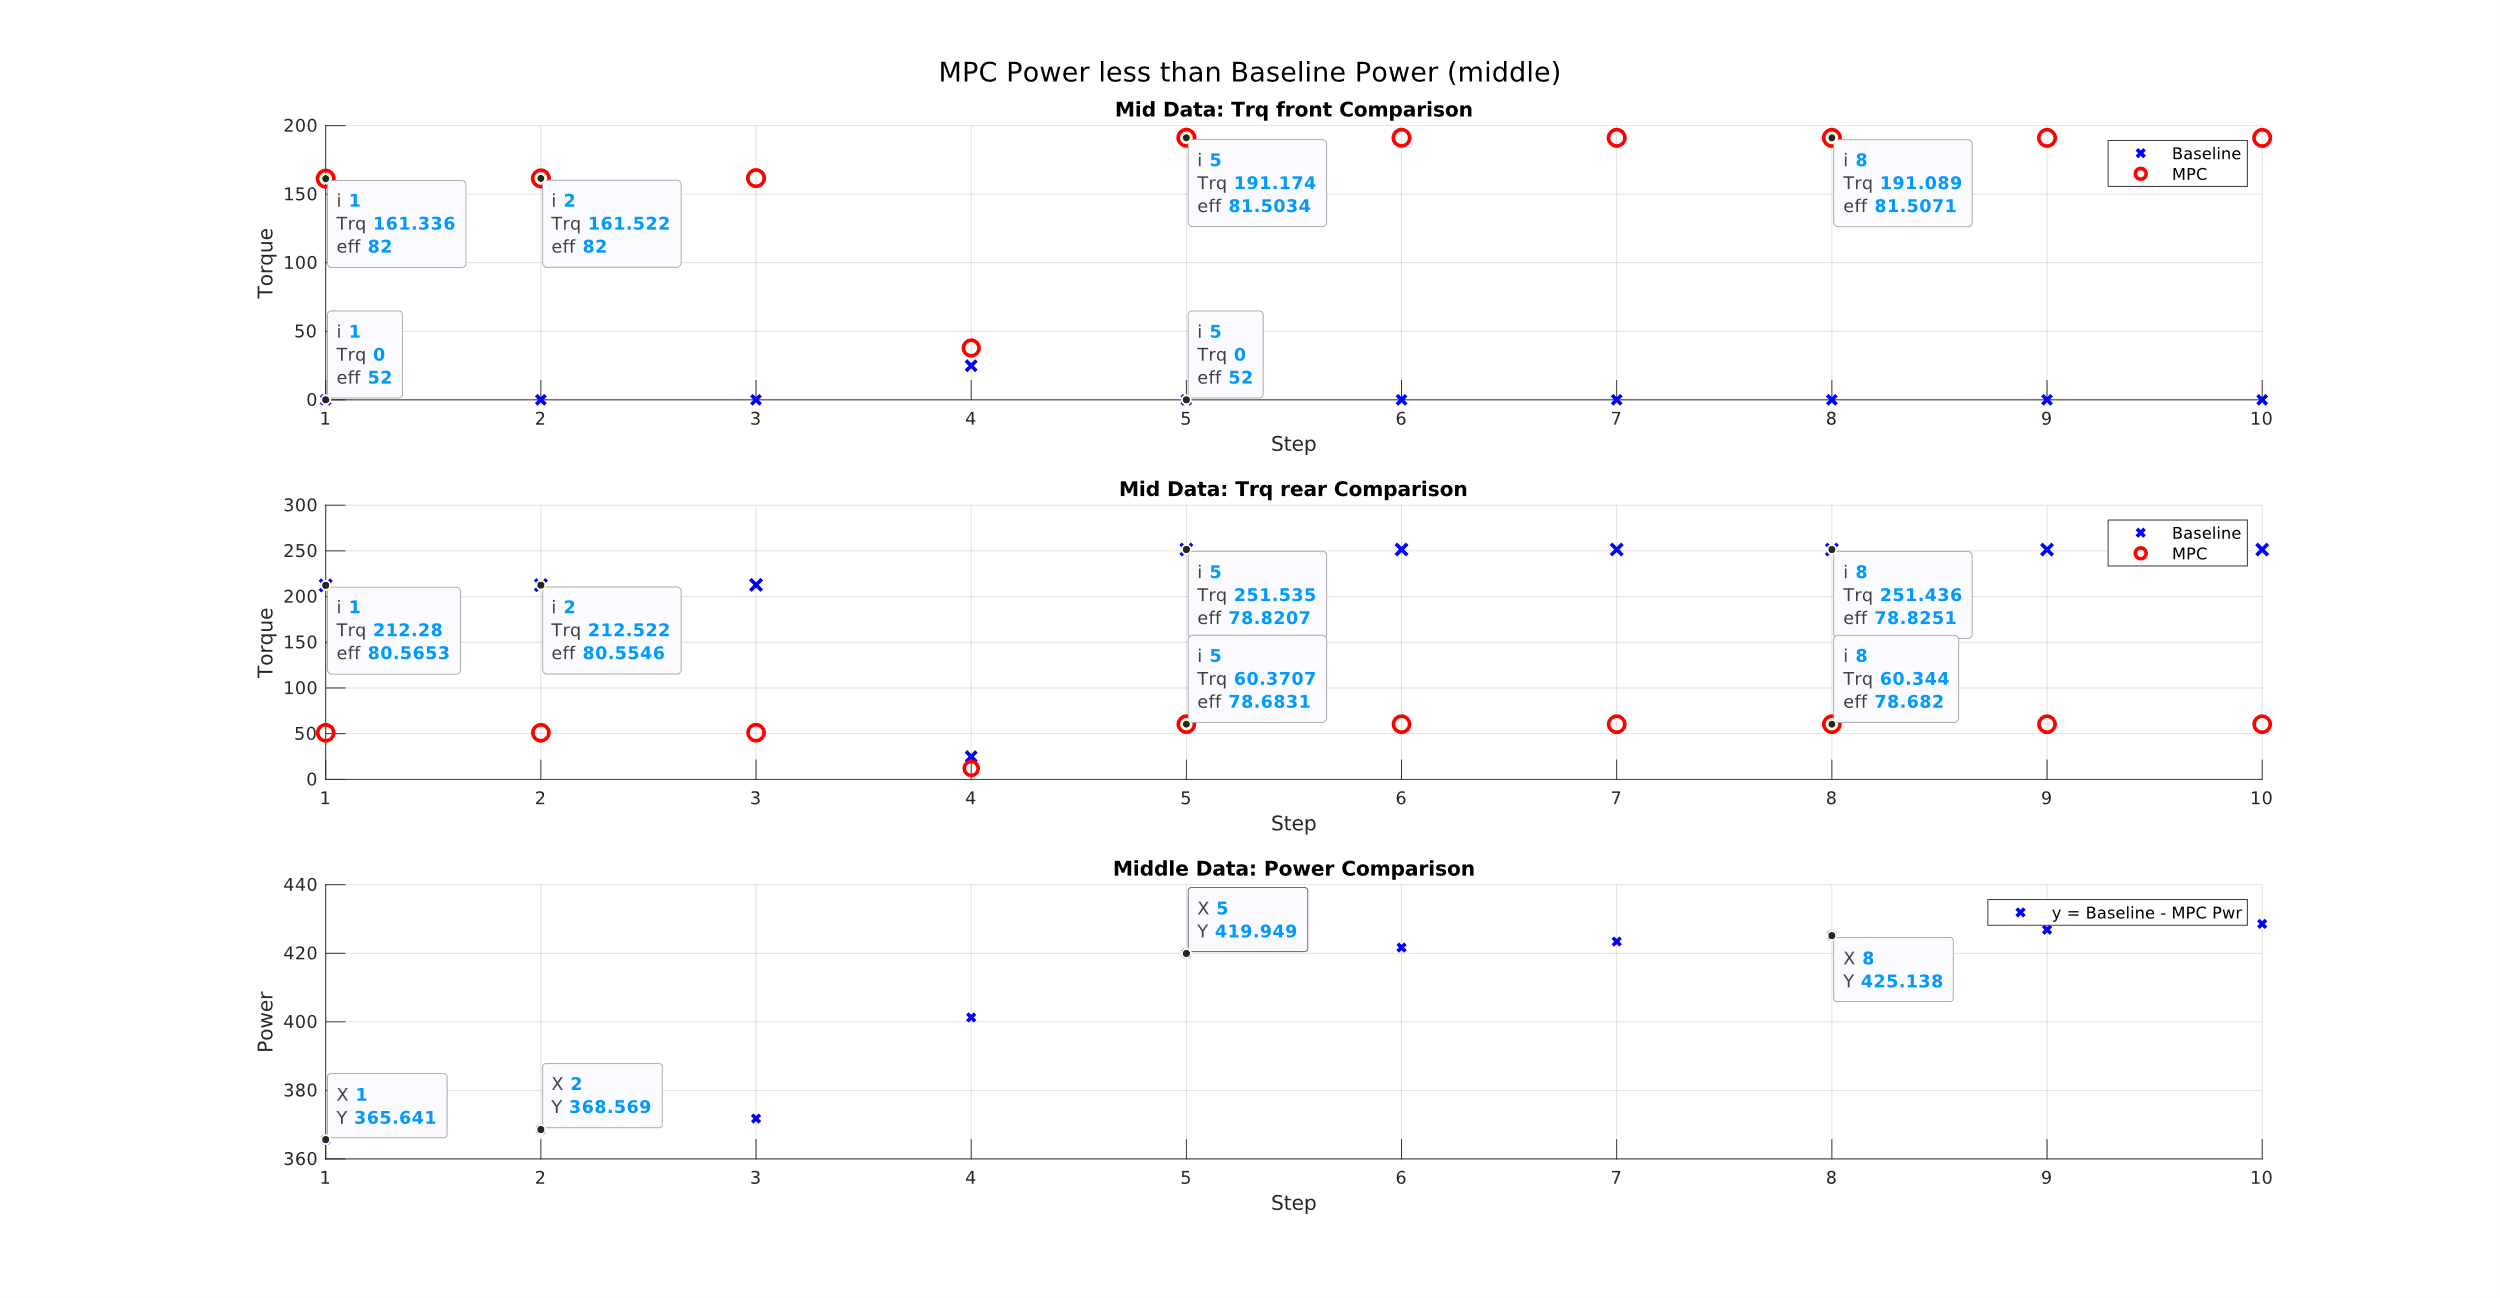 MPC Power less than Baseline Power (middle)
Mid Data: Trq front Comparison
Torque
200
150
100
50
0
i 1
Trq 161.336
eff 82
i 2
Trq 161.522
eff 82
i 5
Trq 191.174
eff 81.5034
i 8
Trq 191.089
eff 81.5071
i 1
Trq 0
eff 52
i 5
Trq 0
eff 52
Baseline
MPC
1 2 3 4 5 6 7 8 9 10
Step
Mid Data: Trq rear Comparison
Torque
300
250
200
150
100
50
0
i 1
Trq 212.28
eff 80.5653
i 2
Trq 212.522
eff 80.5546
i 5
Trq 251.535
eff 78.8207
i 8
Trq 251.436
eff 78.8251
i 5
Trq 60.3707
eff 78.6831
i 8
Trq 60.344
eff 78.682
Baseline
MPC
1 2 3 4 5 6 7 8 9 10
Step
Middle Data: Power Comparison
Power
440
420
400
380
360
X 1
Y 365.641
X 2
Y 368.569
X 5
Y 419.949
X 8
Y 425.138
y = Baseline - MPC Pwr
1 2 3 4 5 6 7 8 9 10
Step